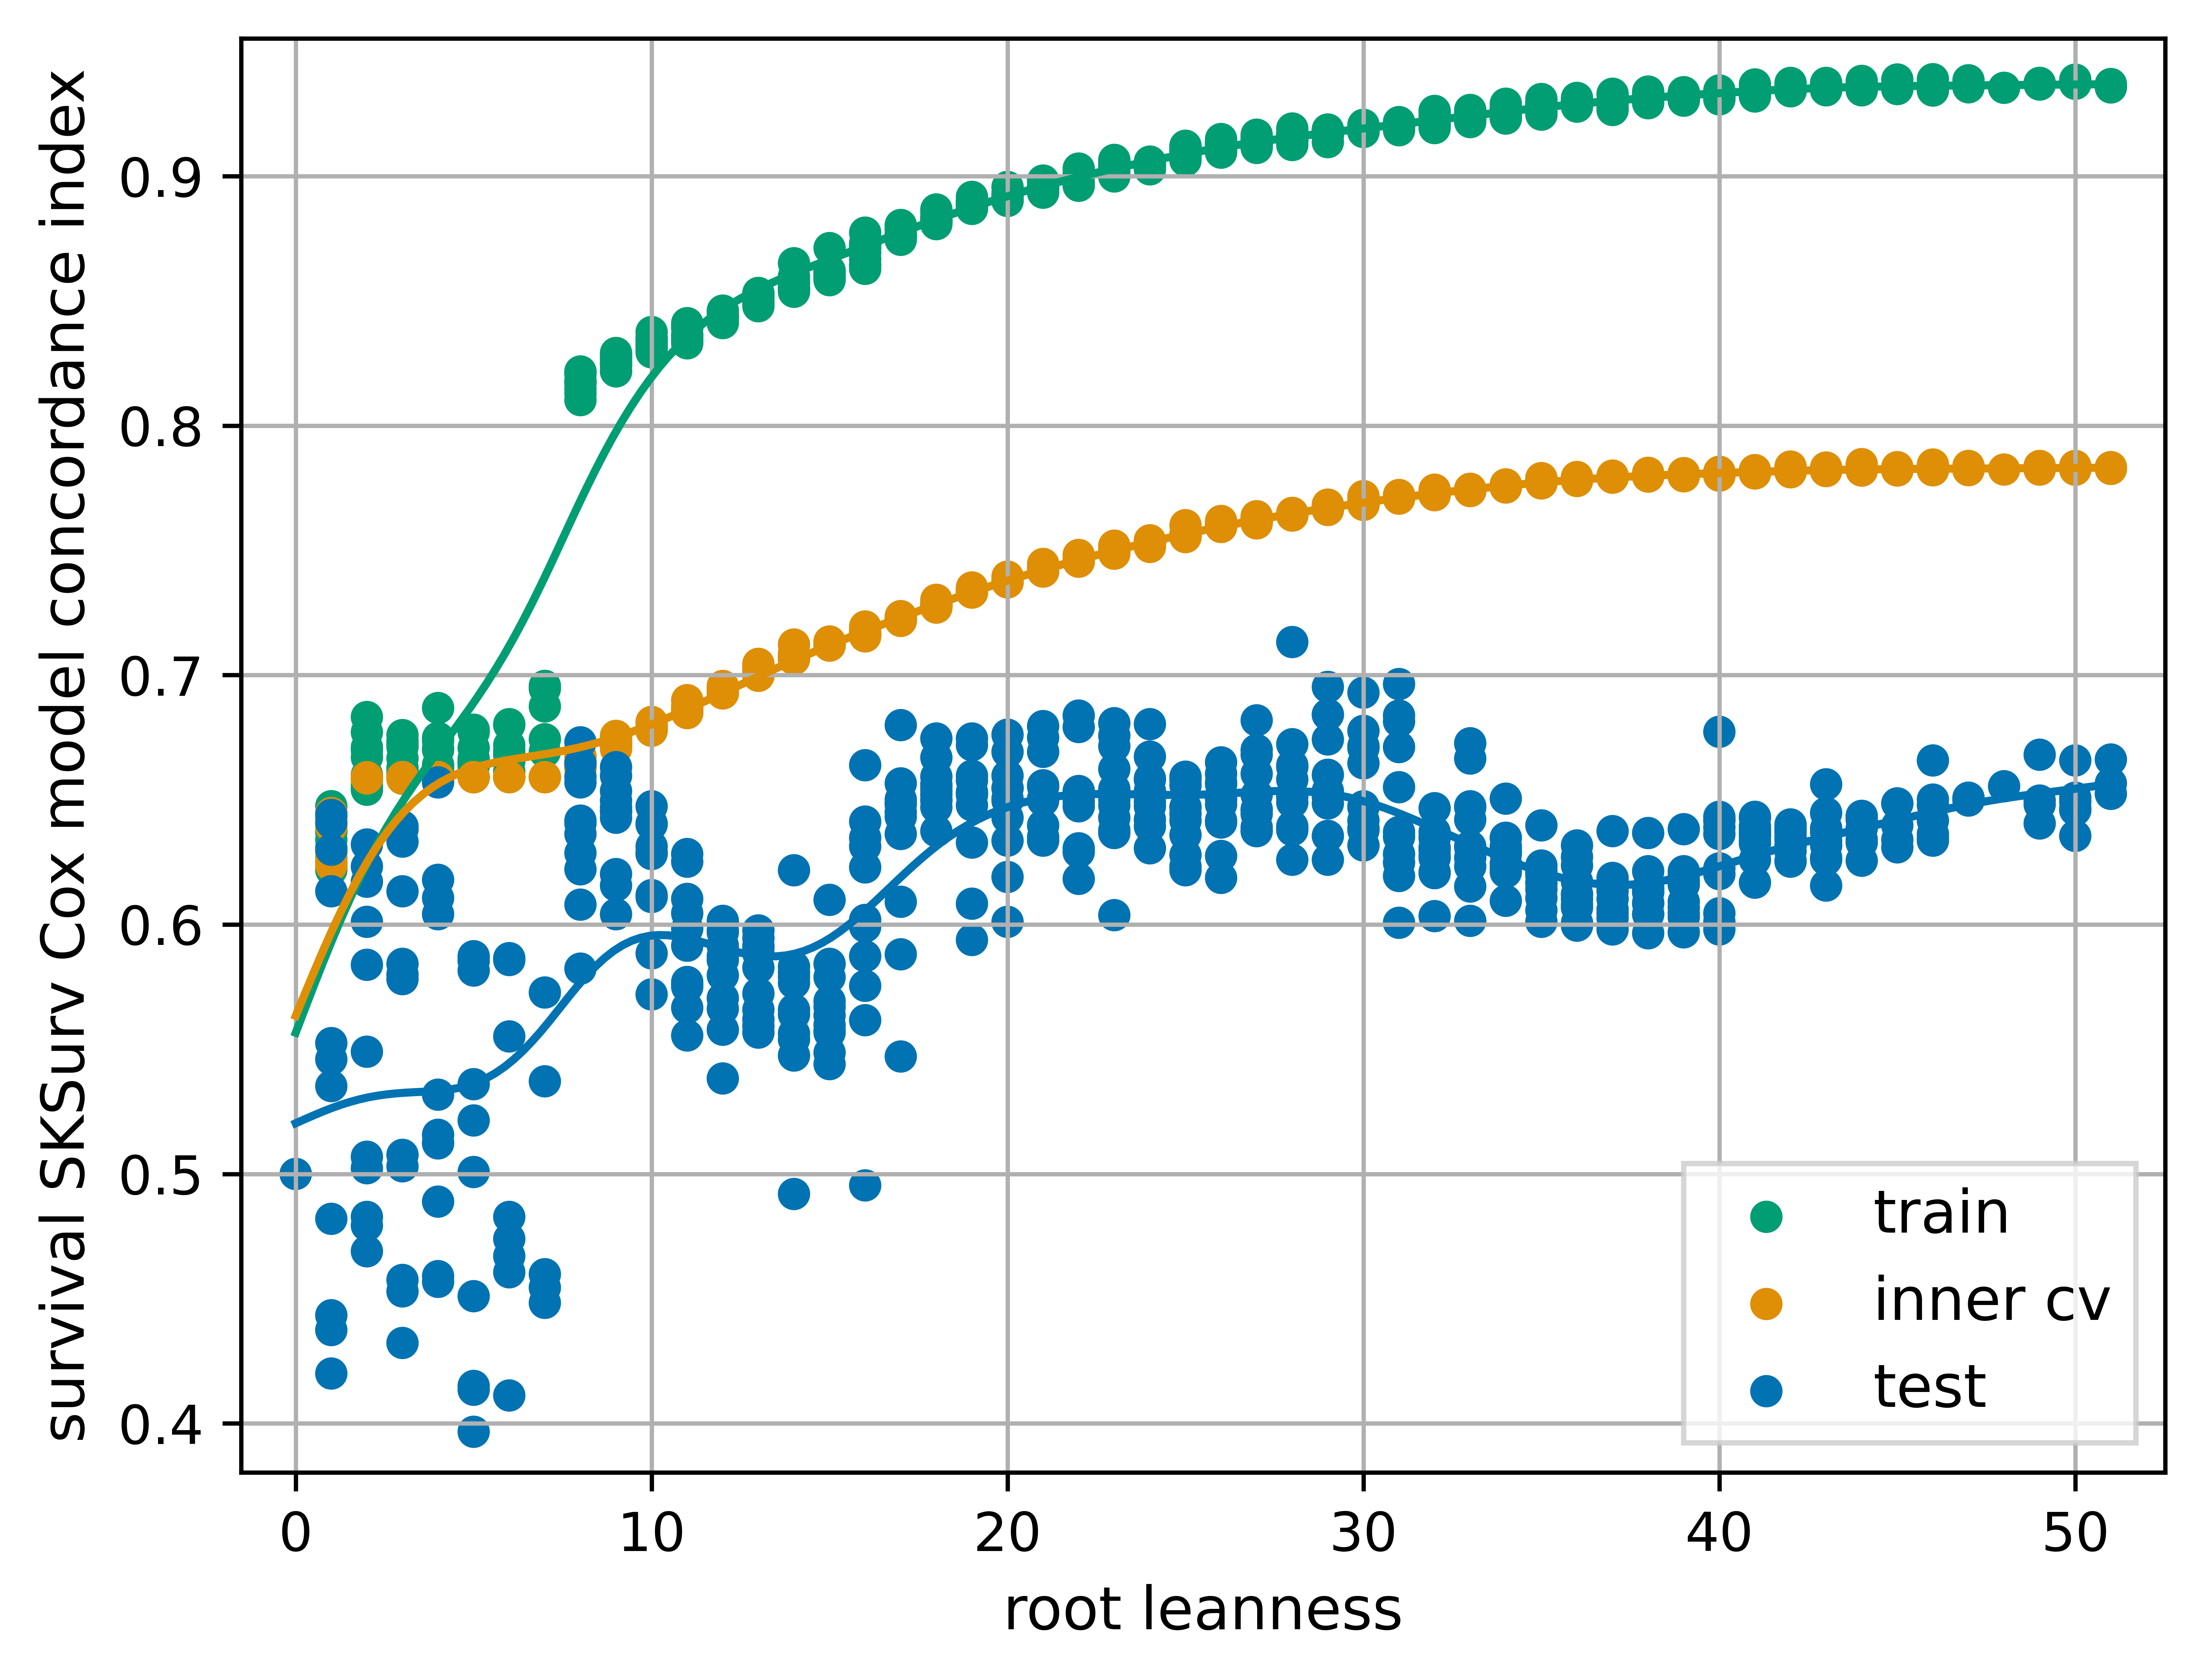 survival SKSurv Cox model concordance index
0.9
0.8
0.7
0.6
0.5
0.4
0 10 20 30 40 50
root leanness
train
inner cv
test